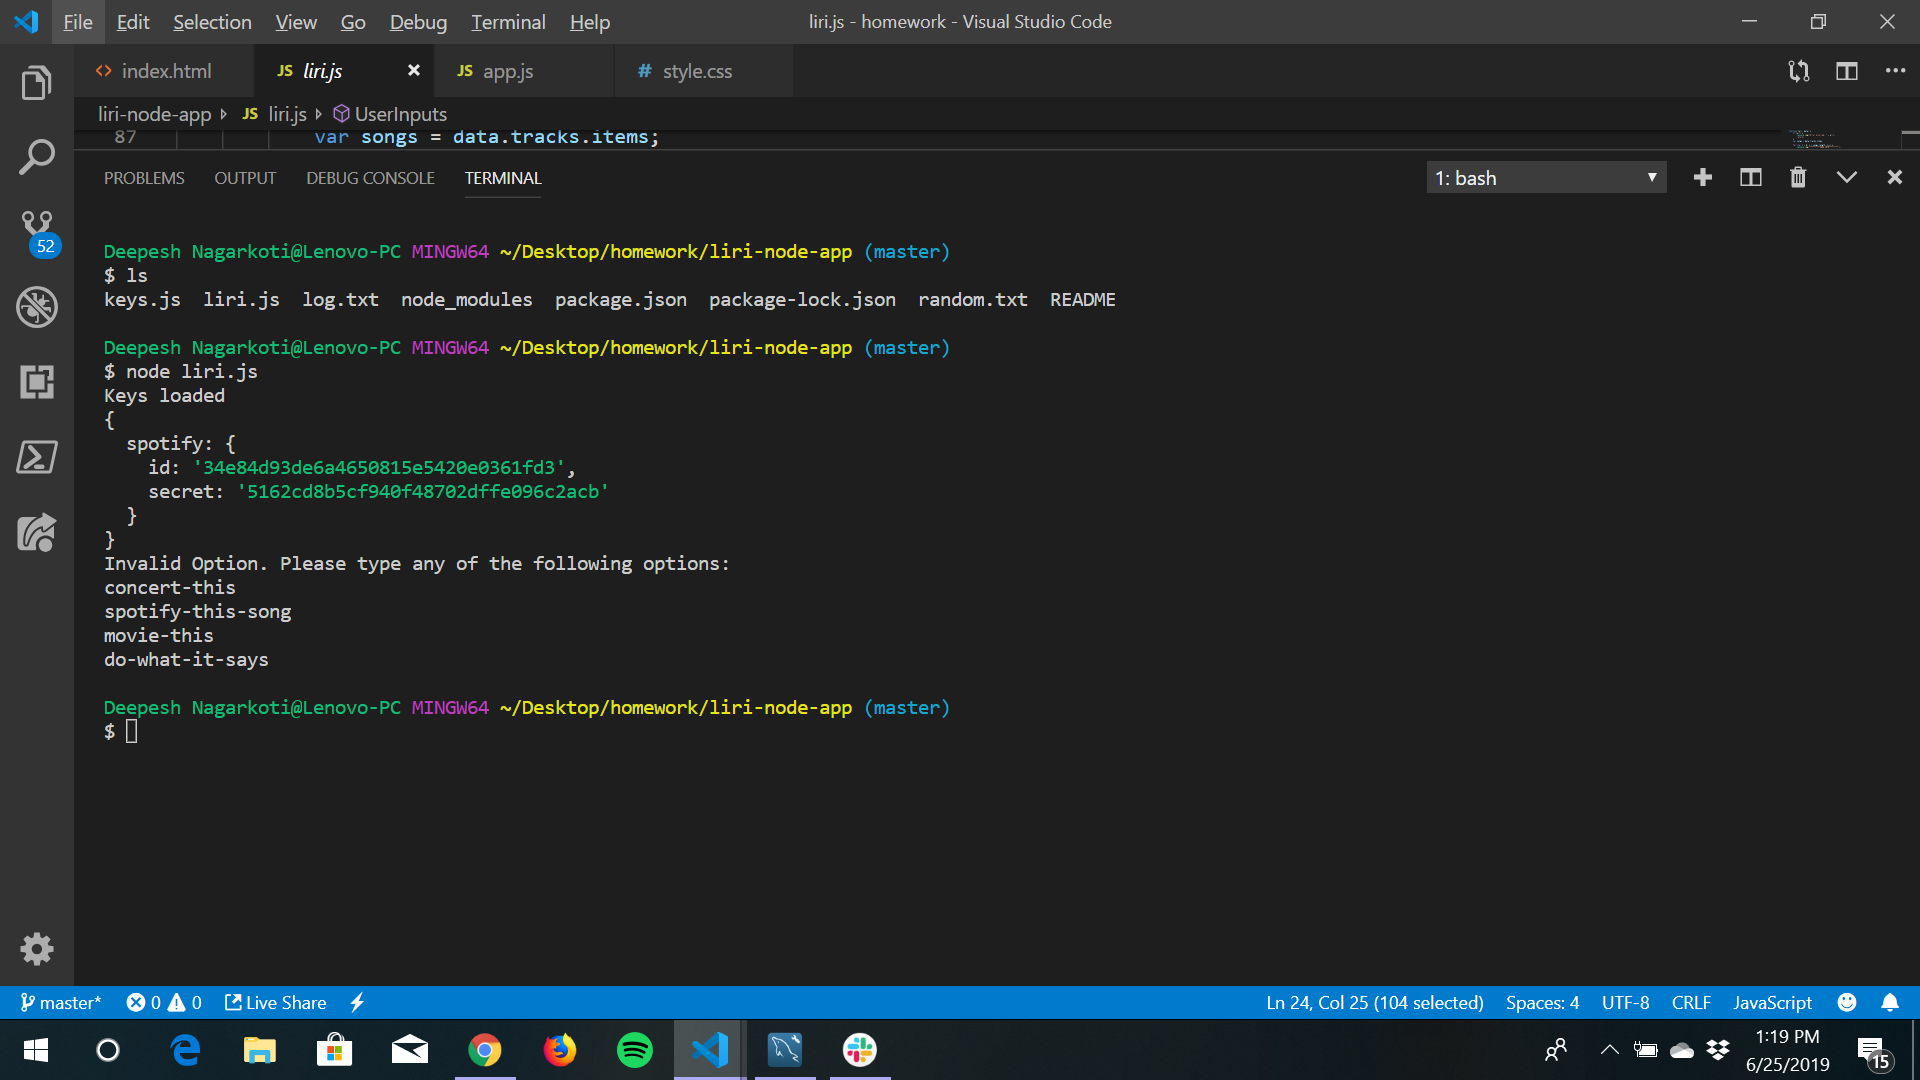 File Edit Selection View Go Debug Terminal Help liri.js - homework - Visual Studio Code
index.html JS liri.js JS app.js # style.css
liri-node-app JS liri.js UserInputs
87 var songs = data.tracks.items;
PROBLEMS OUTPUT DEBUG CONSOLE TERMINAL 1: bash
52
Deepesh Nagarkoti@Lenovo-PC MINGW64 ~/Desktop/homework/liri-node-app (master)
$ ls
keys.js liri.js log.txt node_modules package.json package-lock.json random.txt README
Deepesh Nagarkoti@Lenovo-PC MINGW64 ~/Desktop/homework/liri-node-app (master)
$ node liri.js
Keys loaded
{
spotify: {
id: '34e84d93de6a4650815e5420e0361fd3',
secret: '5162cd8b5cf940f48702dffe096c2acb'
}
}
Invalid Option. Please type any of the following options:
concert-this
spotify-this-song
movie-this
do-what-it-says
Deepesh Nagarkoti@Lenovo-PC MINGW64 ~/Desktop/homework/liri-node-app (master)
$
master* 0 0 Live Share Ln 24, Col 25 (104 selected) Spaces: 4 UTF-8 CRLF JavaScript
1:19 PM
6/25/2019
15